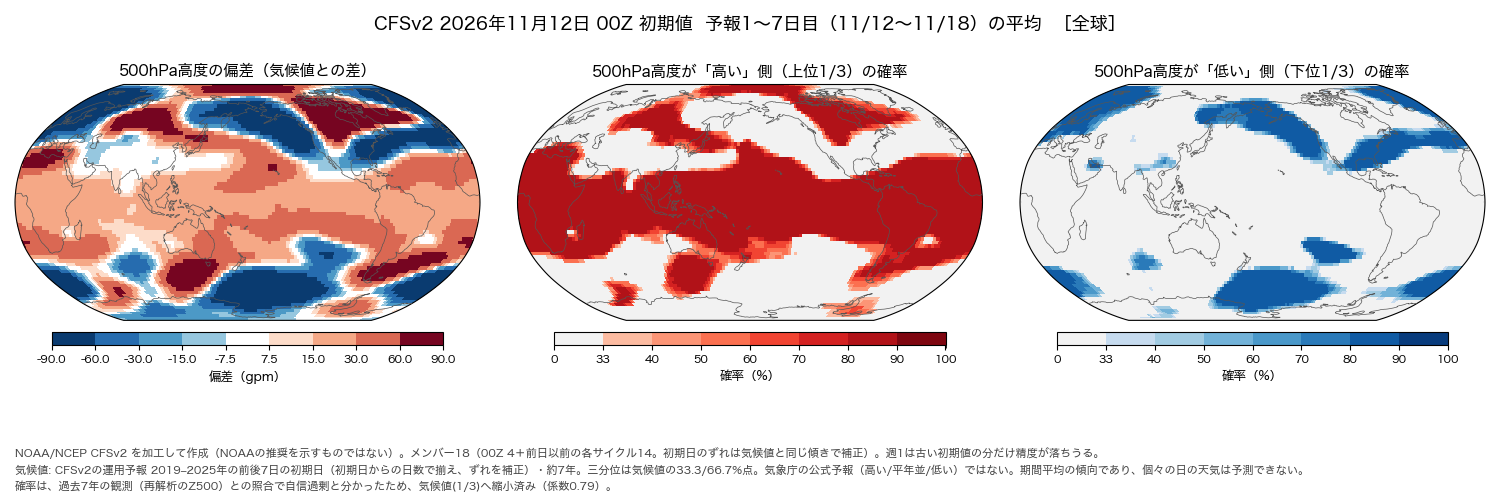 CFSv2 2026年11月12日 00Z 初期値  予報1～7日目（11/12～11/18）の平均  ［全球］
500hPa高度の偏差（気候値との差）
500hPa高度が「高い」側（上位1/3）の確率
500hPa高度が「低い」側（下位1/3）の確率
-90.0 -60.0 -30.0 -15.0 -7.5 7.5 15.0 30.0 60.0 90.0
偏差（gpm）
0 33 40 50 60 70 80 90 100
確率（%）
0 33 40 50 60 70 80 90 100
確率（%）
NOAA/NCEP CFSv2 を加工して作成（NOAAの推奨を示すものではない）。メンバー18（00Z 4＋前日以前の各サイクル14。初期日のずれは気候値と同じ傾きで補正）。週1は古い初期値の分だけ精度が落ちうる。
気候値: CFSv2の運用予報 2019–2025年の前後7日の初期日（初期日からの日数で揃え、ずれを補正）・約7年。三分位は気候値の33.3/66.7%点。気象庁の公式予報（高い/平年並/低い）ではない。期間平均の傾向であり、個々の日の天気は予測できない。
確率は、過去7年の観測（再解析のZ500）との照合で自信過剰と分かったため、気候値(1/3)へ縮小済み（係数0.79）。